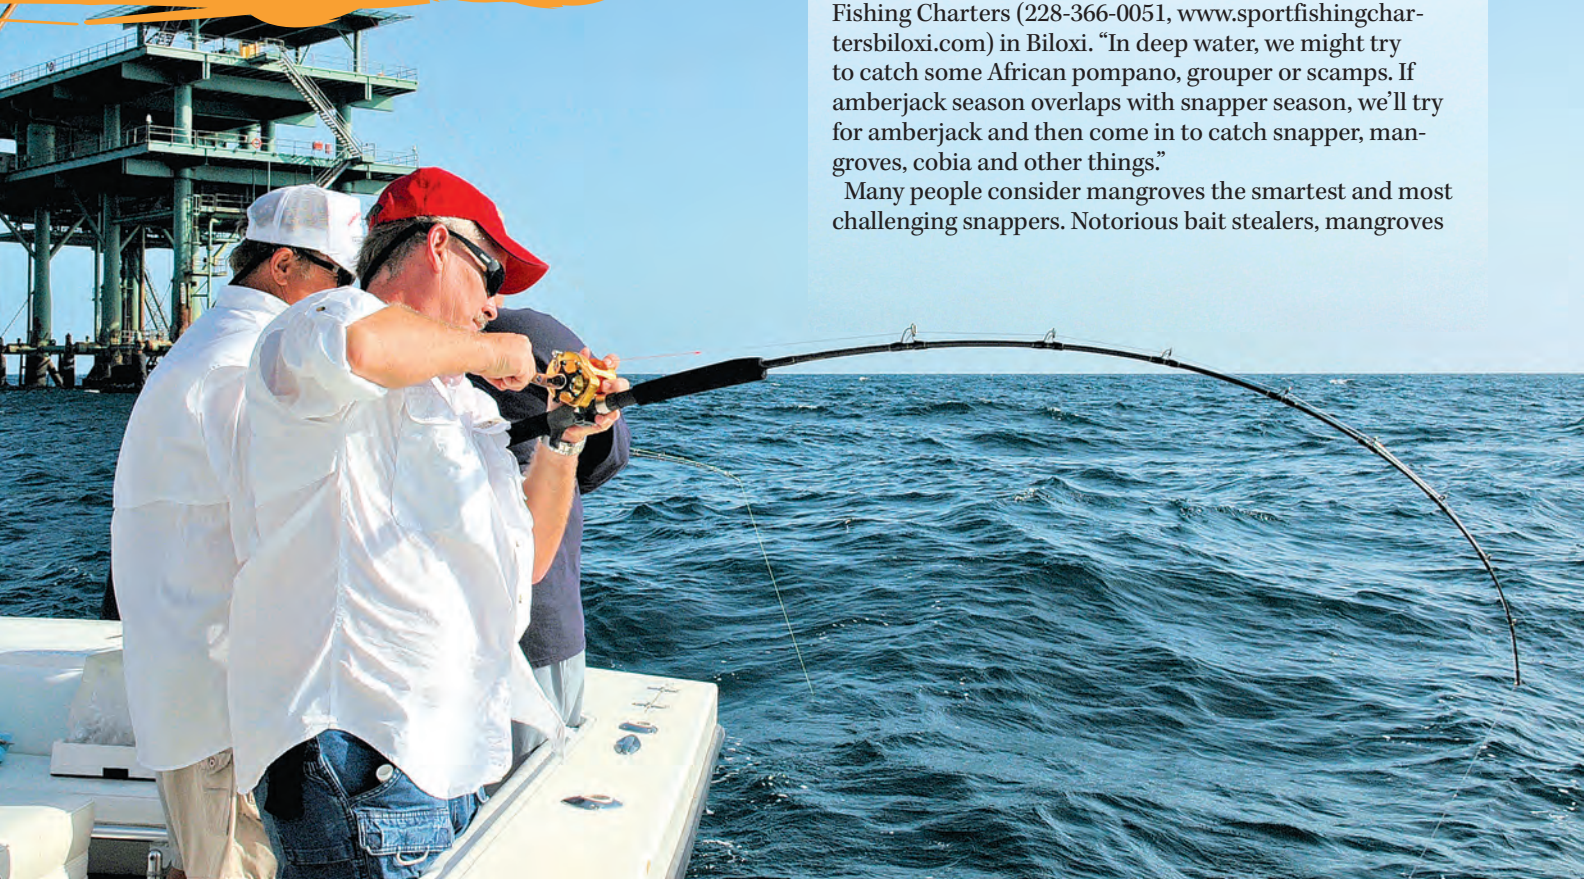 Fishing Charters (228-366-0051, www.sportfishingchar-
tersbiloxi.com) in Biloxi. “In deep water, we might try
to catch some African pompano, grouper or scamps. If
amberjack season overlaps with snapper season, we’ll try
for amberjack and then come in to catch snapper, man-
groves, cobia and other things.”
Many people consider mangroves the smartest and most
challenging snappers. Notorious bait stealers, mangroves